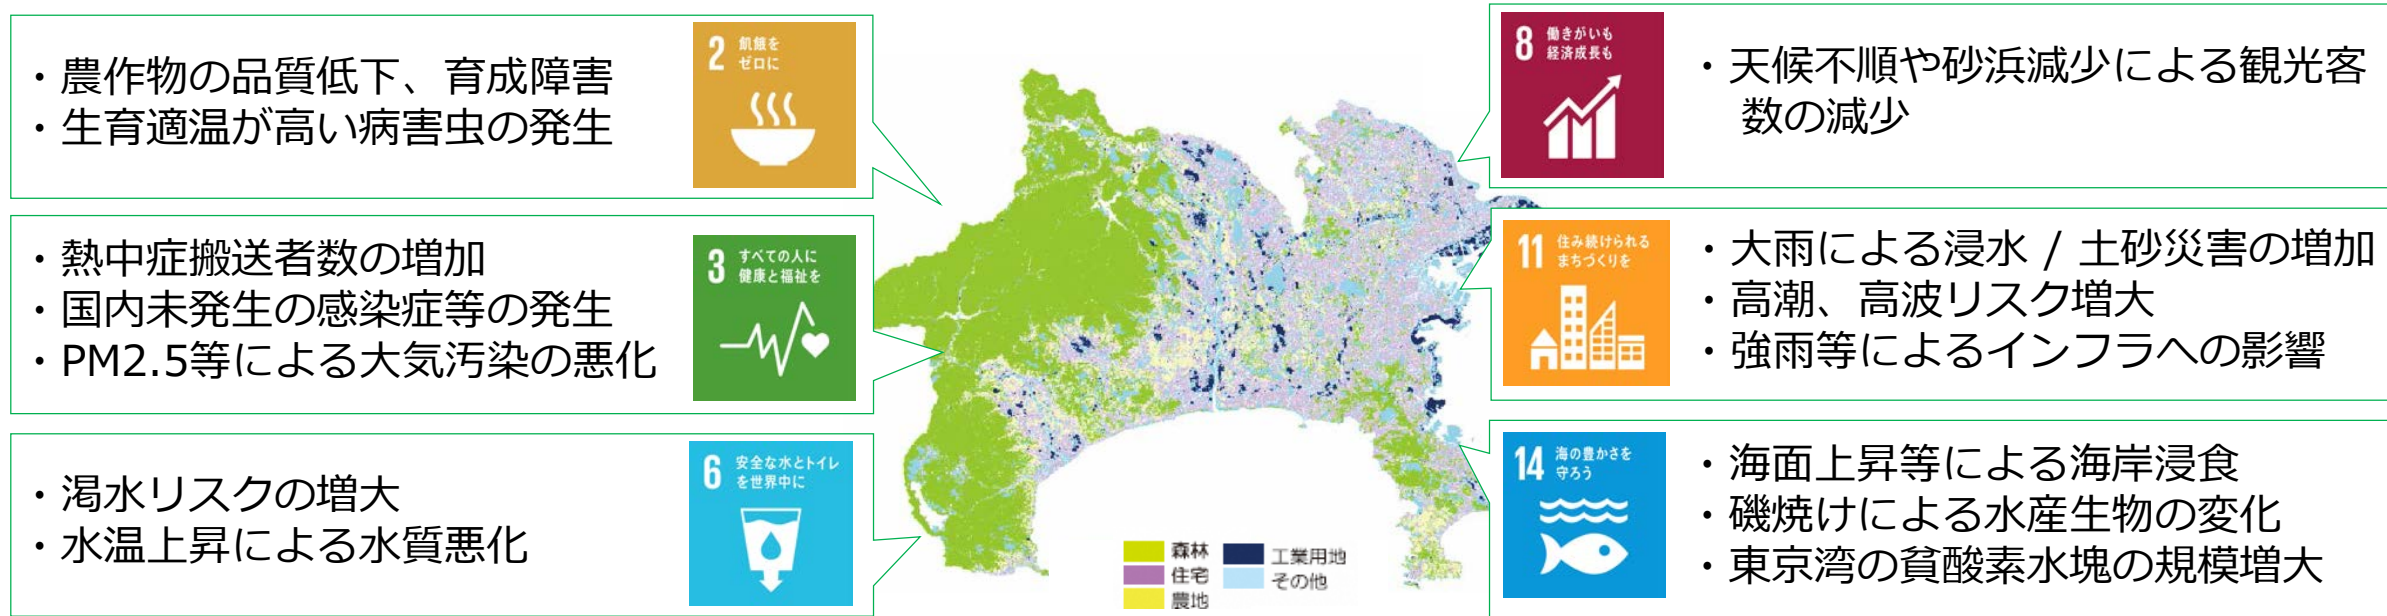 ・農作物の品質低下、育成障害
・生育適温が高い病害虫の発生
2 飢餓を
ゼロに
・熱中症搬送者数の増加
・国内未発生の感染症等の発生
・PM2.5等による大気汚染の悪化
3 すべての人に
健康と福祉を
・渇水リスクの増大
・水温上昇による水質悪化
6 安全な水とトイレ
を世界中に
森林
住宅
農地
工業用地
その他
8 働きがいも
経済成長も
・天候不順や砂浜減少による観光客
数の減少
11 住み続けられる
まちづくりを
・大雨による浸水 / 土砂災害の増加
・高潮、高波リスク増大
・強雨等によるインフラへの影響
14 海の豊かさを
守ろう
・海面上昇等による海岸浸食
・磯焼けによる水産生物の変化
・東京湾の貧酸素水塊の規模増大